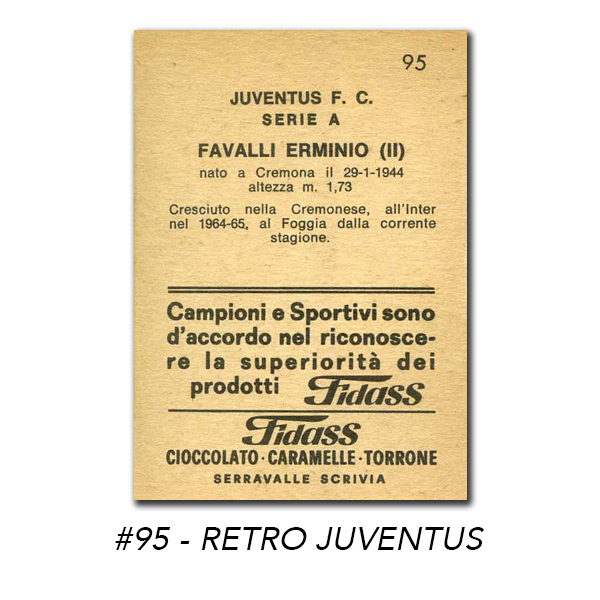 95
JUVENTUS F. C.
SERIE A
FAVALLI ERMINIO (II)
nato a Cremona il 29-1-1944
altezza m. 1,73
Cresciuto nella Cremonese, all'Inter
nel 1964-65, al Foggia dalla corrente
stagione.
Campioni e Sportivi sono
d'accordo nel riconosce-
re la superiorità dei
prodotti Fidass
Fidass
CIOCCOLATO · CARAMELLE · TORRONE
SERRAVALLE SCRIVIA
#95 - RETRO JUVENTUS